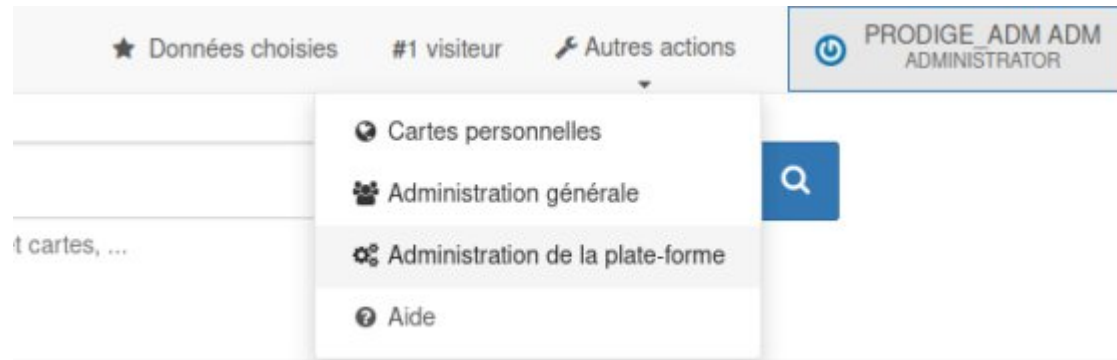 Données choisies #1 visiteur Autres actions PRODIGE_ADM ADM
ADMINISTRATOR
Cartes personnelles
Administration générale
t cartes, ...
Administration de la plate-forme
Aide